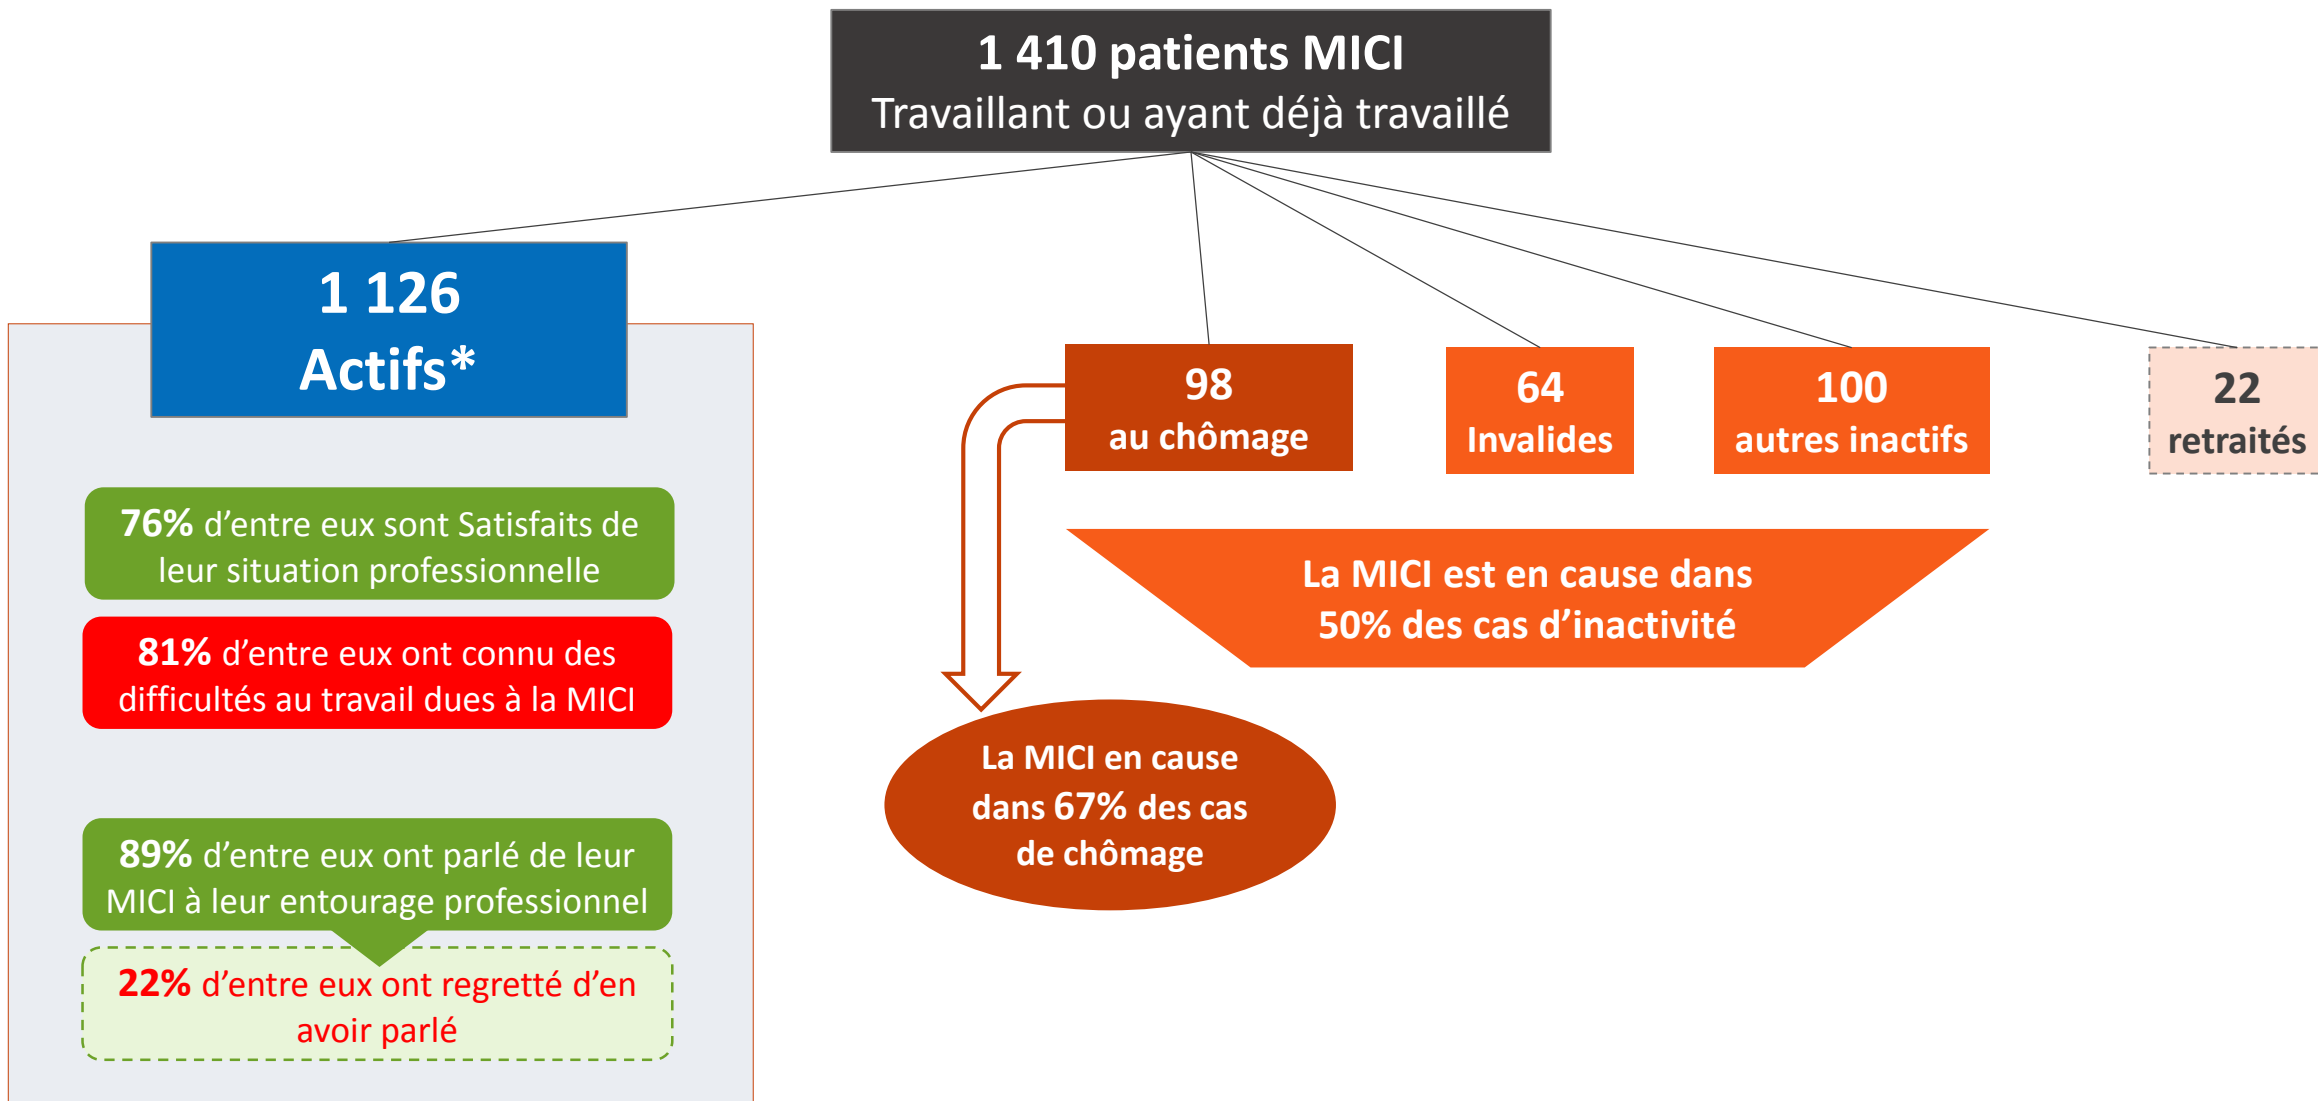 1 410 patients MICI
Travaillant ou ayant déjà travaillé
1 126
Actifs*
76% d’entre eux sont Satisfaits de
leur situation professionnelle
81% d’entre eux ont connu des
difficultés au travail dues à la MICI
89% d’entre eux ont parlé de leur
MICI à leur entourage professionnel
22% d’entre eux ont regretté d’en
avoir parlé
98
au chômage
64
Invalides
100
autres inactifs
22
retraités
La MICI est en cause dans
50% des cas d’inactivité
La MICI en cause
dans 67% des cas
de chômage